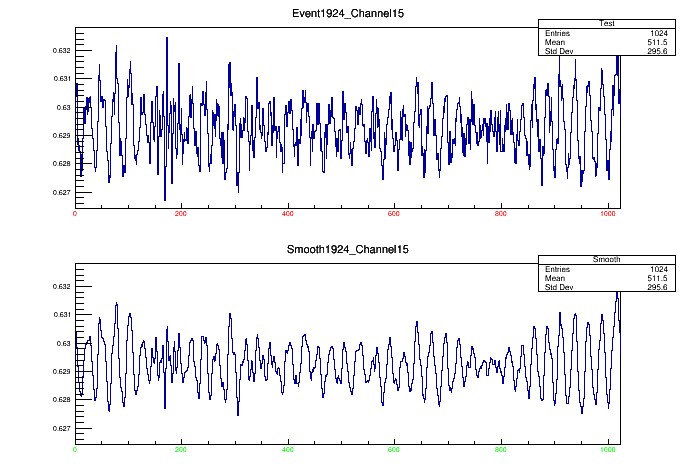 Event1924_Channel15
Test
Entries 1024
Mean 511.5
Std Dev 295.6
0.632
0.631
0.63
0.629
0.628
0.627
0 200 400 600 800 1000
Smooth1924_Channel15
Smooth
Entries 1024
Mean 511.5
Std Dev 295.6
0.632
0.631
0.63
0.629
0.628
0.627
0 200 400 600 800 1000